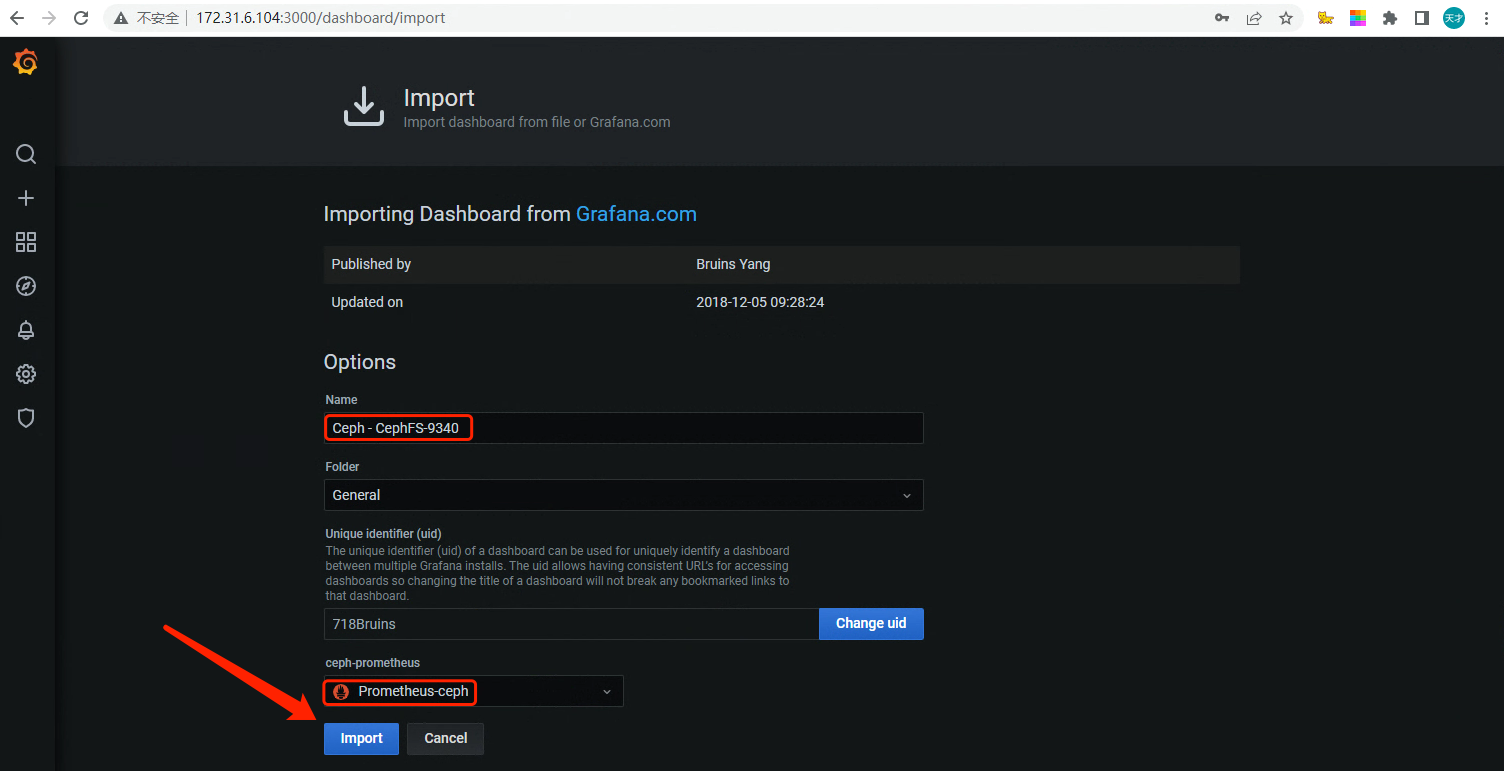 不安全 172.31.6.104:3000/dashboard/import
天才
Import
Import dashboard from file or Grafana.com
Importing Dashboard from Grafana.com
Published by Bruins Yang
Updated on 2018-12-05 09:28:24
Options
Name
Ceph - CephFS-9340
Folder
General
Unique identifier (uid)
The unique identifier (uid) of a dashboard can be used for uniquely identify a dashboard
between multiple Grafana installs. The uid allows having consistent URL's for accessing
dashboards so changing the title of a dashboard will not break any bookmarked links to
that dashboard.
718Bruins Change uid
ceph-prometheus
Prometheus-ceph
Import Cancel